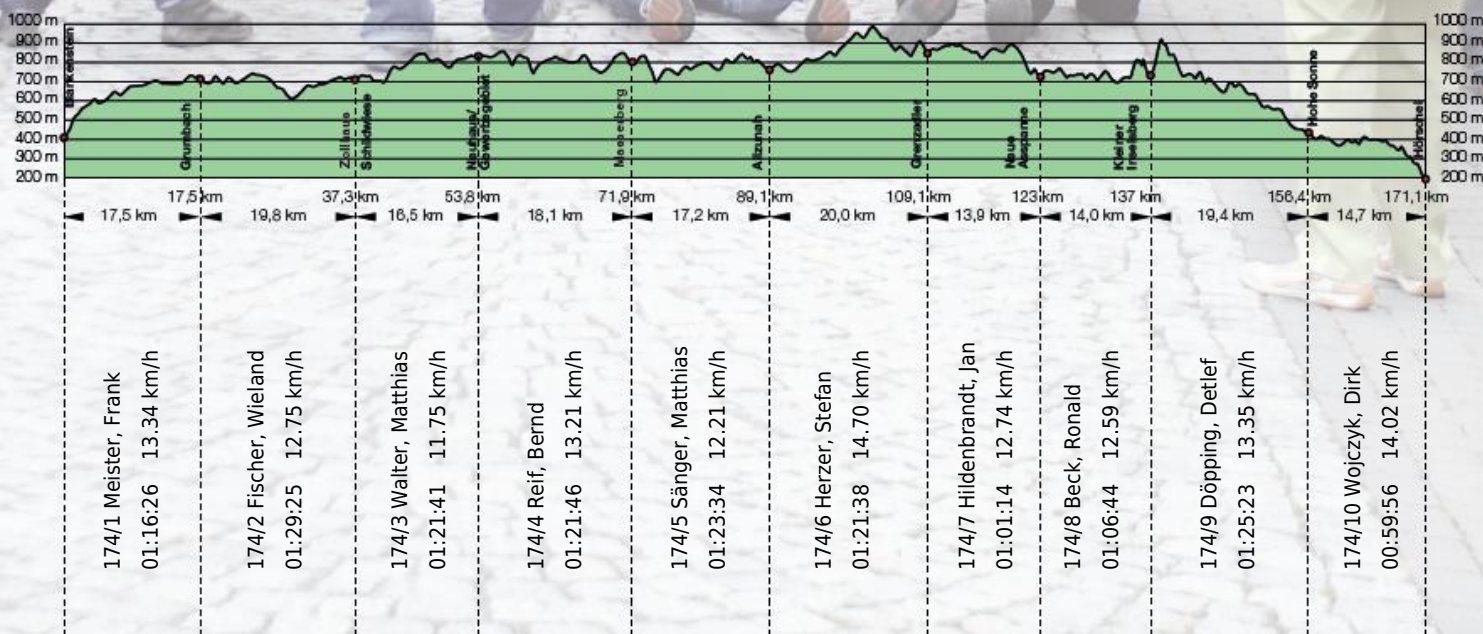 1000 m
900 m
800 m
700 m
600 m
500 m
400 m
300 m
200 m
1000 m
900 m
800 m
700 m
600 m
500 m
400 m
300 m
200 m
Blankenstein
Grumbach
Zollhaus
Schildwiese
Neuhaus/
Masserberg
Allzunah
Grenzadler
Neue
Ausspanne
Kleiner
Inselsberg
Hohe Sonne
Hörschel
17,5 km
37,3 km
53,8 km
71,9 km
89,1 km
109,1 km
123 km
137 km
156,4 km
171,1 km
17,5 km
19,8 km
16,5 km
18,1 km
17,2 km
20,0 km
13,9 km
14,0 km
19,4 km
14,7 km
174/1 Meister, Frank
01:16:26 13.34 km/h
174/2 Fischer, Wieland
01:29:25 12.75 km/h
174/3 Walter, Matthias
01:21:41 11.75 km/h
174/4 Reif, Bernd
01:21:46 13.21 km/h
174/5 Sänger, Matthias
01:23:34 12.21 km/h
174/6 Herzer, Stefan
01:21:38 14.70 km/h
174/7 Hildenbrandt, Jan
01:01:14 12.74 km/h
174/8 Beck, Ronald
01:06:44 12.59 km/h
174/9 Döpping, Detlef
01:25:23 13.35 km/h
174/10 Wojczyk, Dirk
00:59:56 14.02 km/h